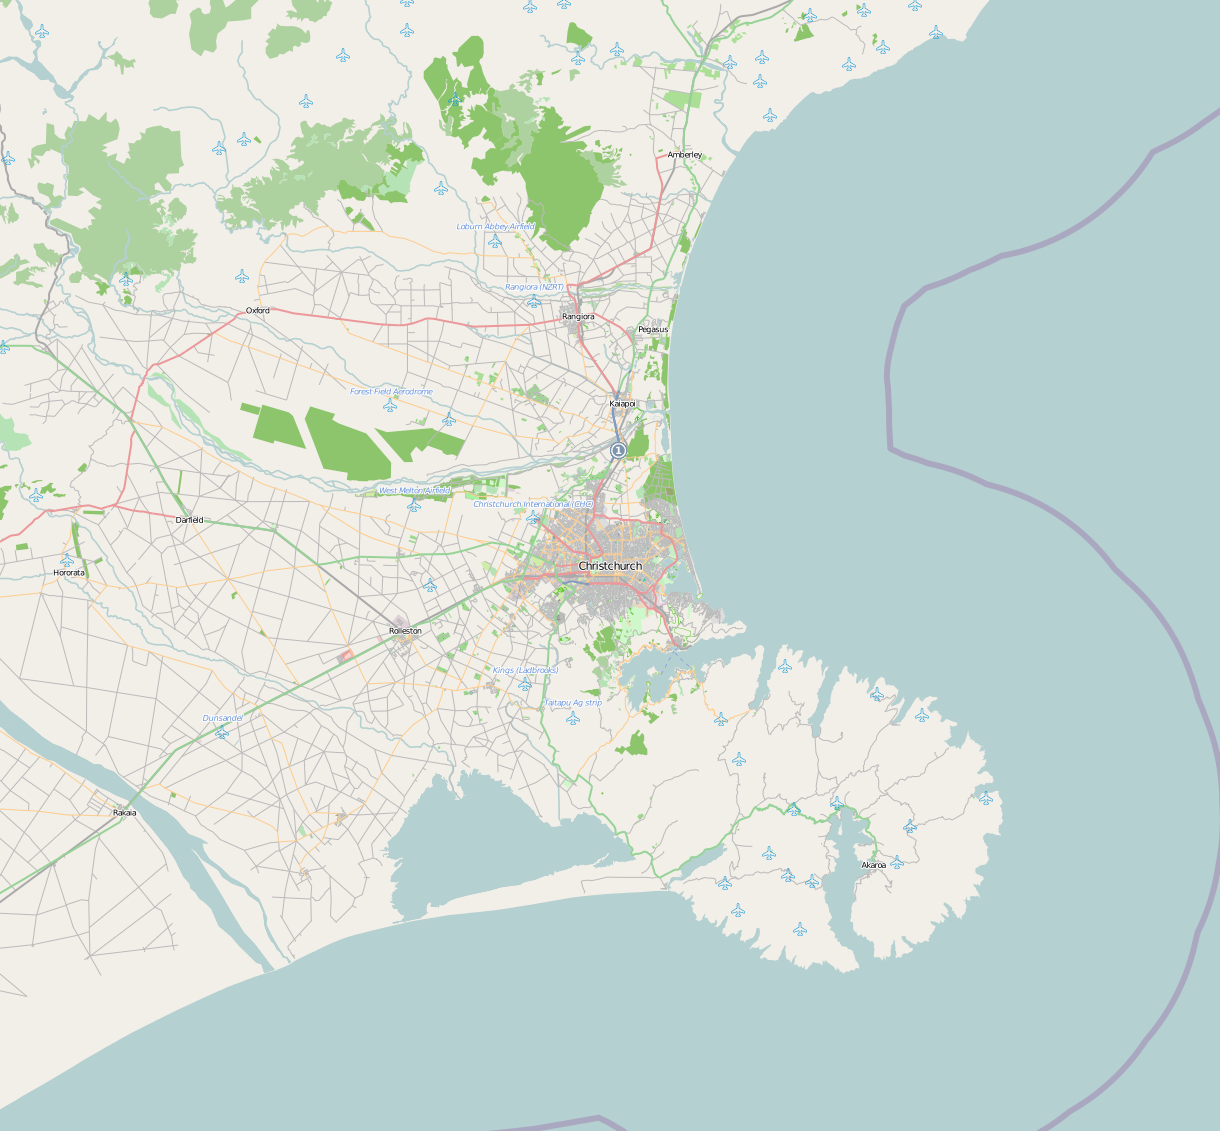 Amberley
Loburn Abbey Airfield
Rangiora (NZRT)
Oxford
Rangiora
Pegasus
Forest Field Aerodrome
Kaiapoi
1
West Melton Airfield
Christchurch International (CHC)
Darfield
Christchurch
Hororata
Rolleston
Kings (Ladbrooks)
Taitapu Ag strip
Dunsandel
Rakaia
Akaroa